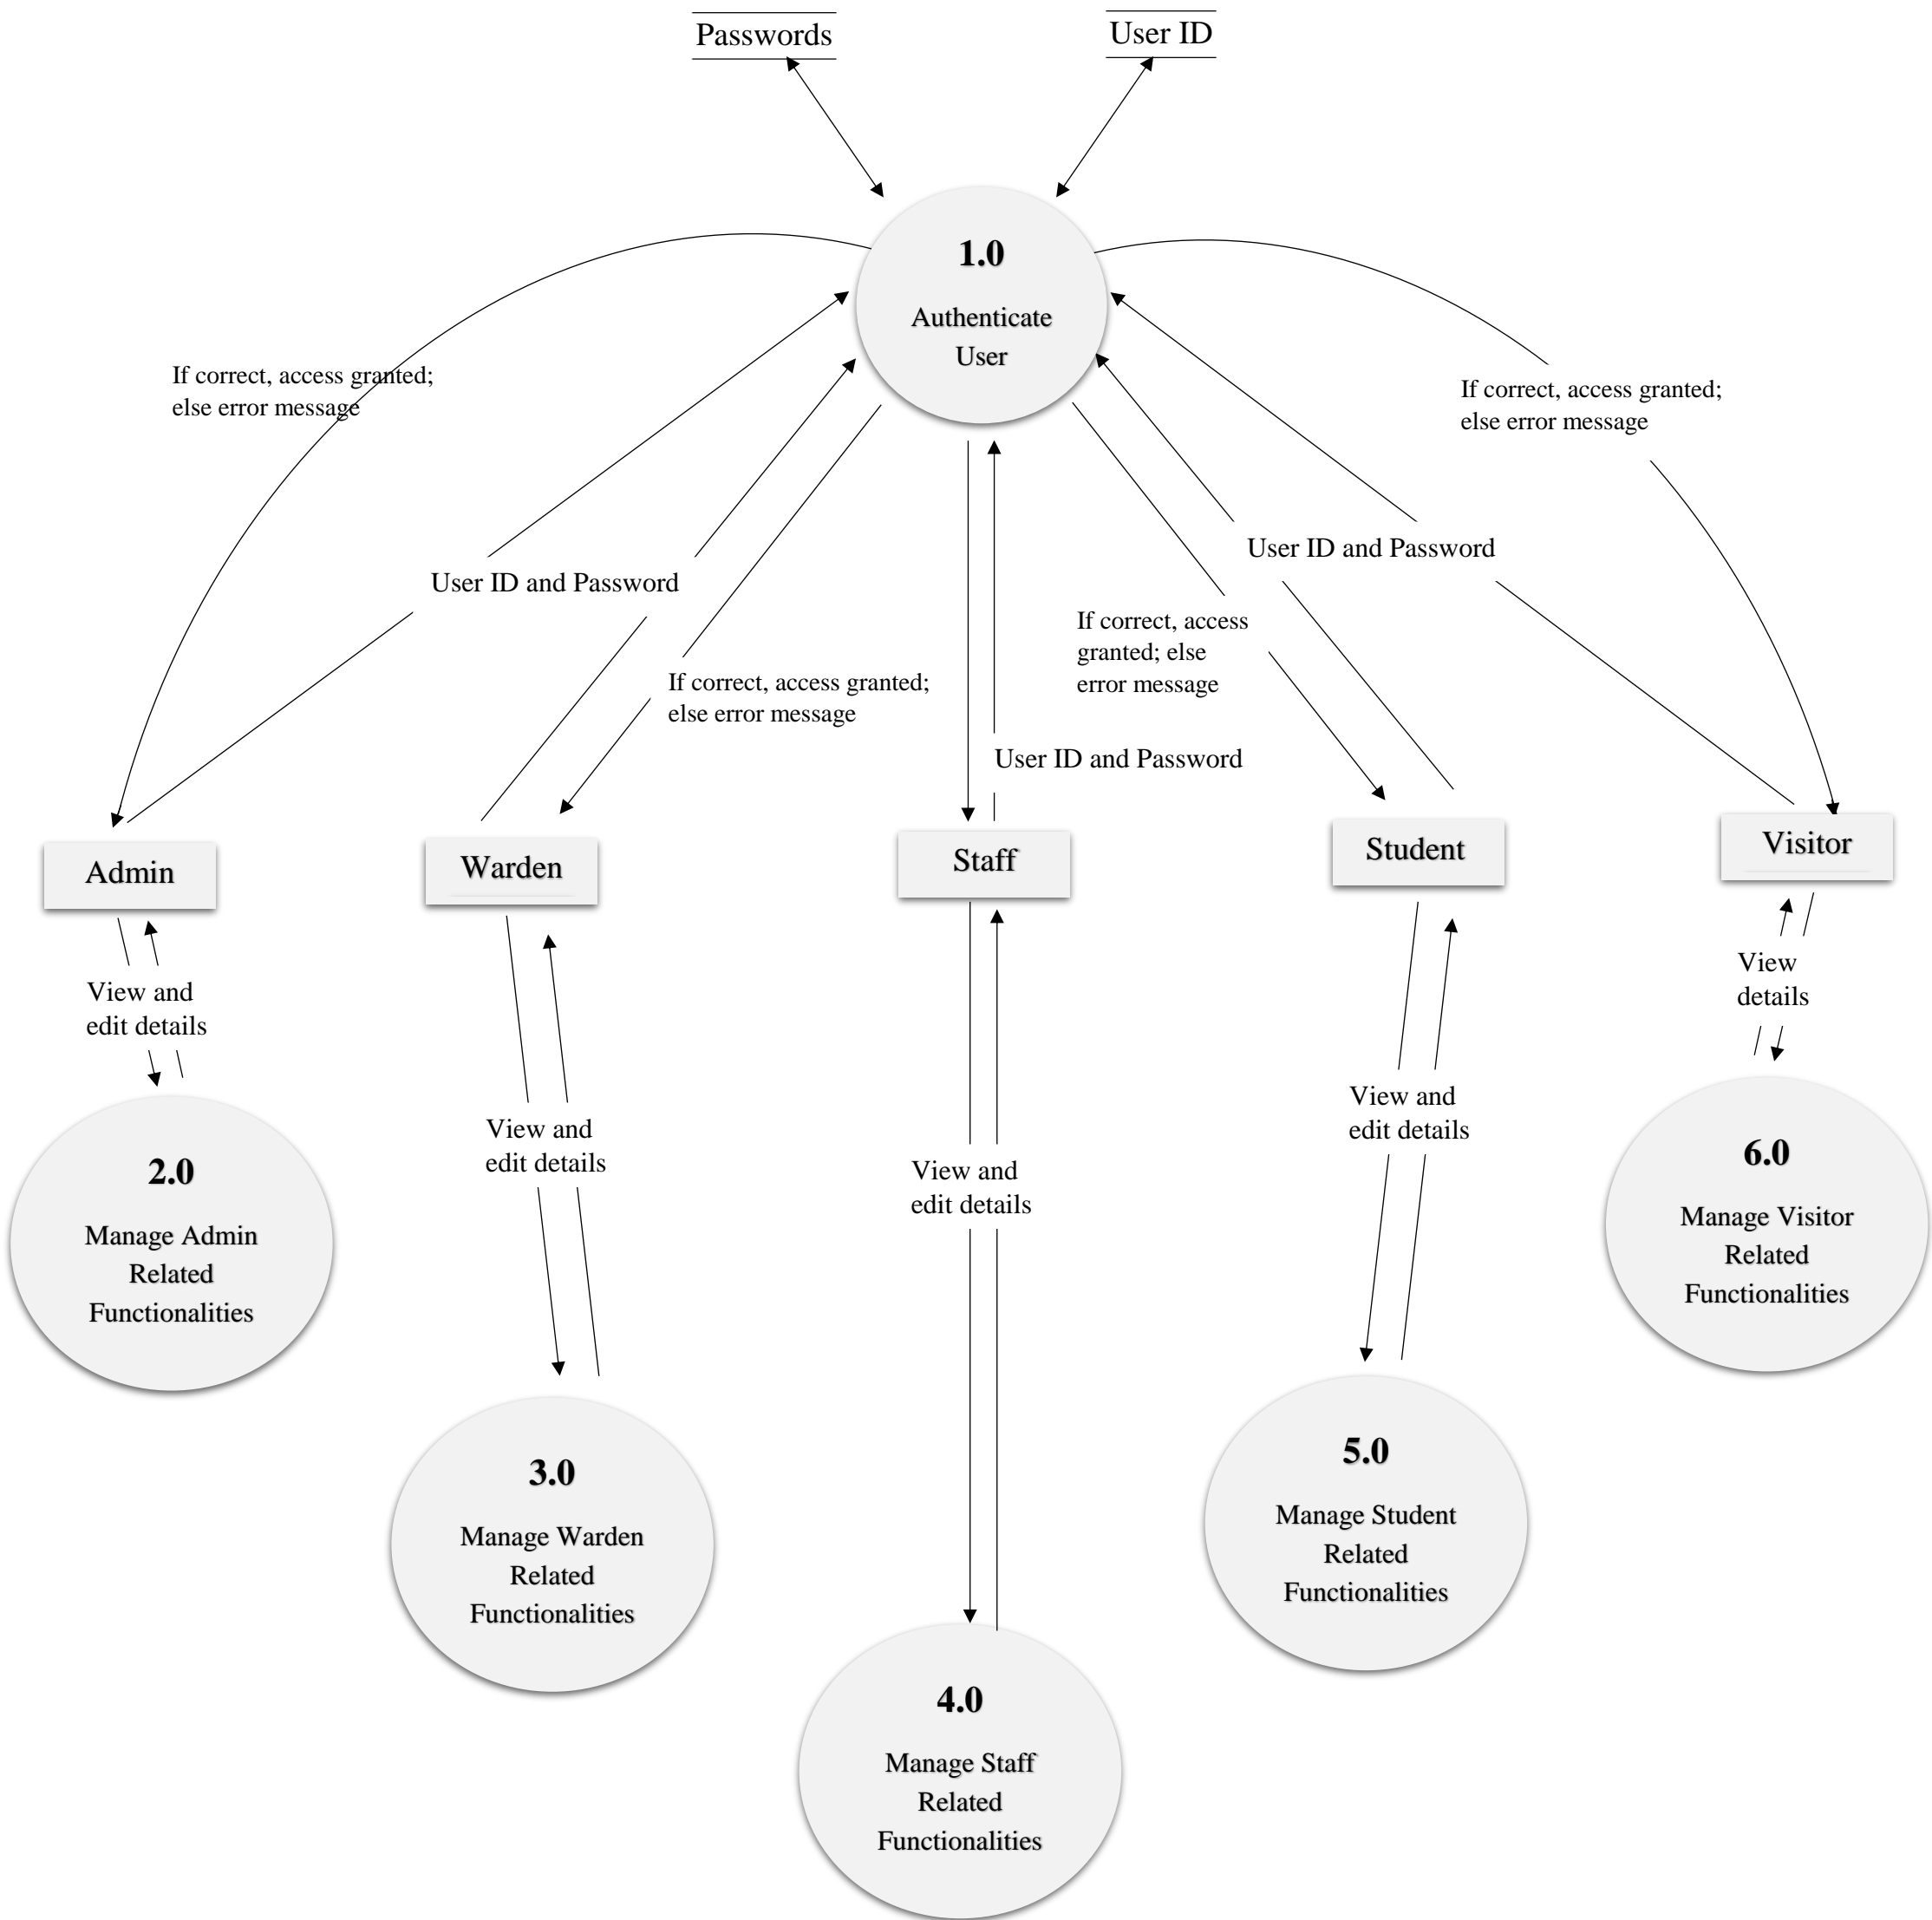 Passwords
User ID
1.0
Authenticate
User
If correct, access granted;
else error message
If correct, access granted;
else error message
User ID and Password
User ID and Password
If correct, access
granted; else
error message
If correct, access granted;
else error message
User ID and Password
Admin
Warden
Staff
Student
Visitor
View and
edit details
View and
edit details
View and
edit details
View and
edit details
View
details
2.0
Manage Admin
Related
Functionalities
3.0
Manage Warden
Related
Functionalities
4.0
Manage Staff
Related
Functionalities
5.0
Manage Student
Related
Functionalities
6.0
Manage Visitor
Related
Functionalities